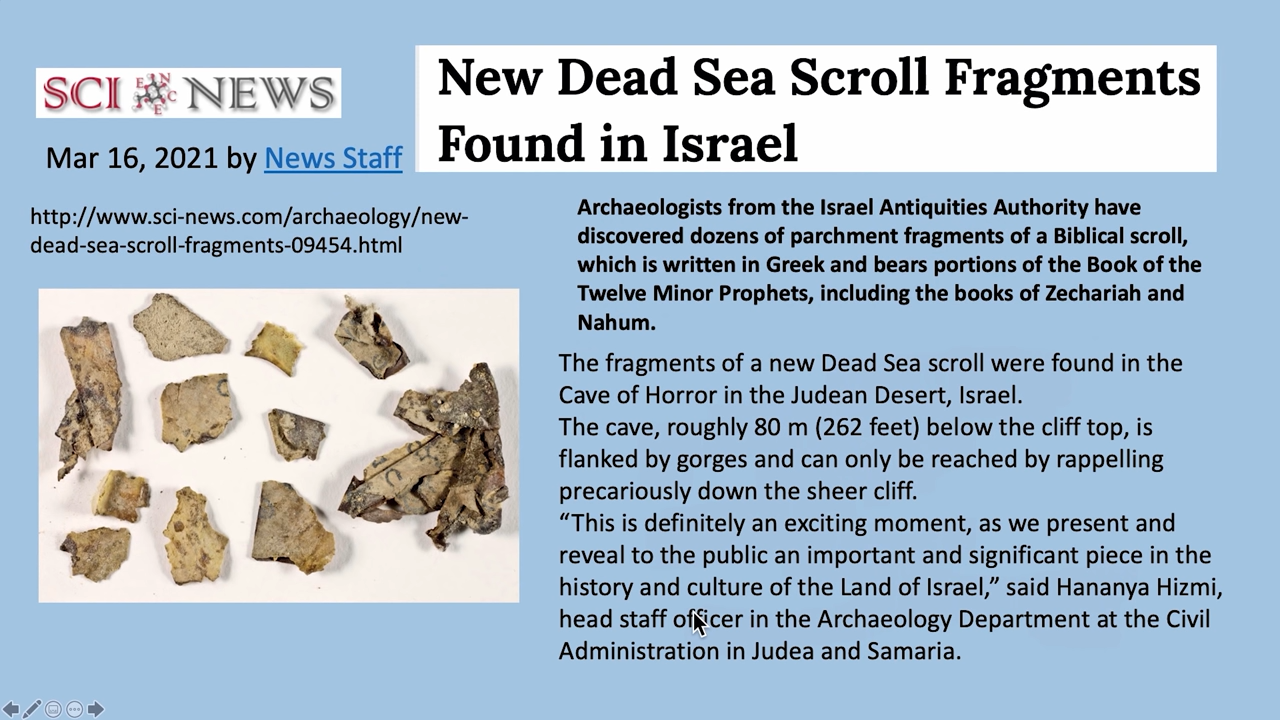 SCI NEWS
New Dead Sea Scroll Fragments
Found in Israel
Mar 16, 2021 by News Staff
http://www.sci-news.com/archaeology/new-
dead-sea-scroll-fragments-09454.html
Archaeologists from the Israel Antiquities Authority have
discovered dozens of parchment fragments of a Biblical scroll,
which is written in Greek and bears portions of the Book of the
Twelve Minor Prophets, including the books of Zechariah and
Nahum.
The fragments of a new Dead Sea scroll were found in the
Cave of Horror in the Judean Desert, Israel.
The cave, roughly 80 m (262 feet) below the cliff top, is
flanked by gorges and can only be reached by rappelling
precariously down the sheer cliff.
“This is definitely an exciting moment, as we present and
reveal to the public an important and significant piece in the
history and culture of the Land of Israel,” said Hananya Hizmi,
head staff officer in the Archaeology Department at the Civil
Administration in Judea and Samaria.